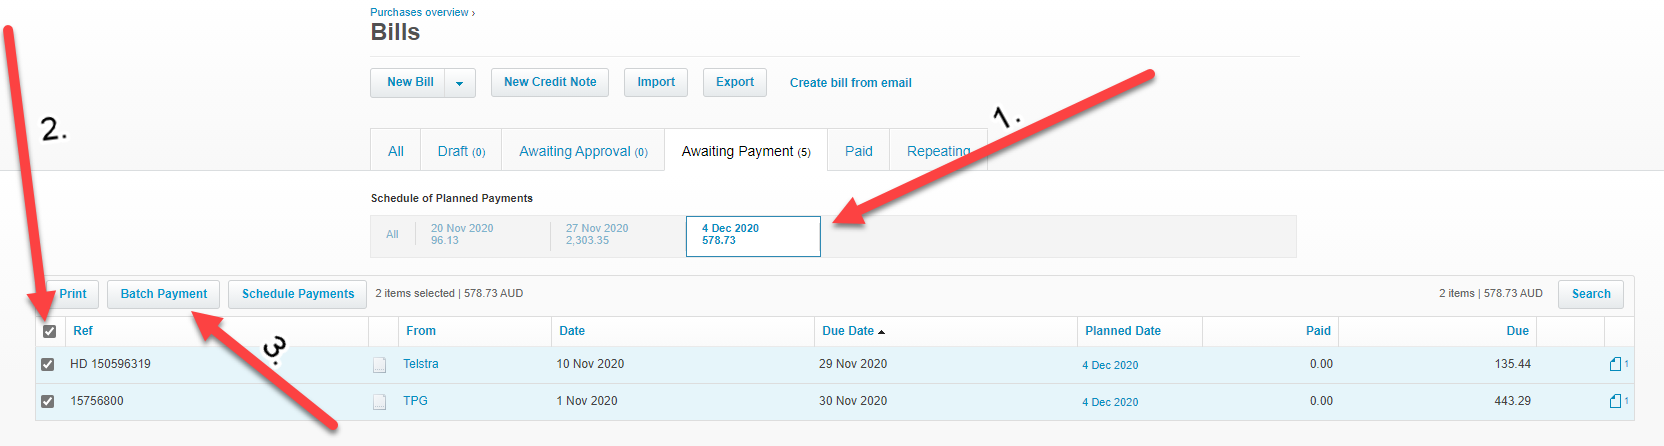 Purchases overview ›
Bills
New Bill New Credit Note Import Export Create bill from email
1.
2.
All Draft (0) Awaiting Approval (0) Awaiting Payment (5) Paid Repeating
Schedule of Planned Payments
All 20 Nov 2020 27 Nov 2020 4 Dec 2020
96.13 2,303.35 578.73
Print Batch Payment Schedule Payments 2 items selected | 578.73 AUD 2 items | 578.73 AUD Search
Ref From Date Due Date Planned Date Paid Due
3.
HD 150596319 Telstra 10 Nov 2020 29 Nov 2020 4 Dec 2020 0.00 135.44 1
15756800 TPG 1 Nov 2020 30 Nov 2020 4 Dec 2020 0.00 443.29 1